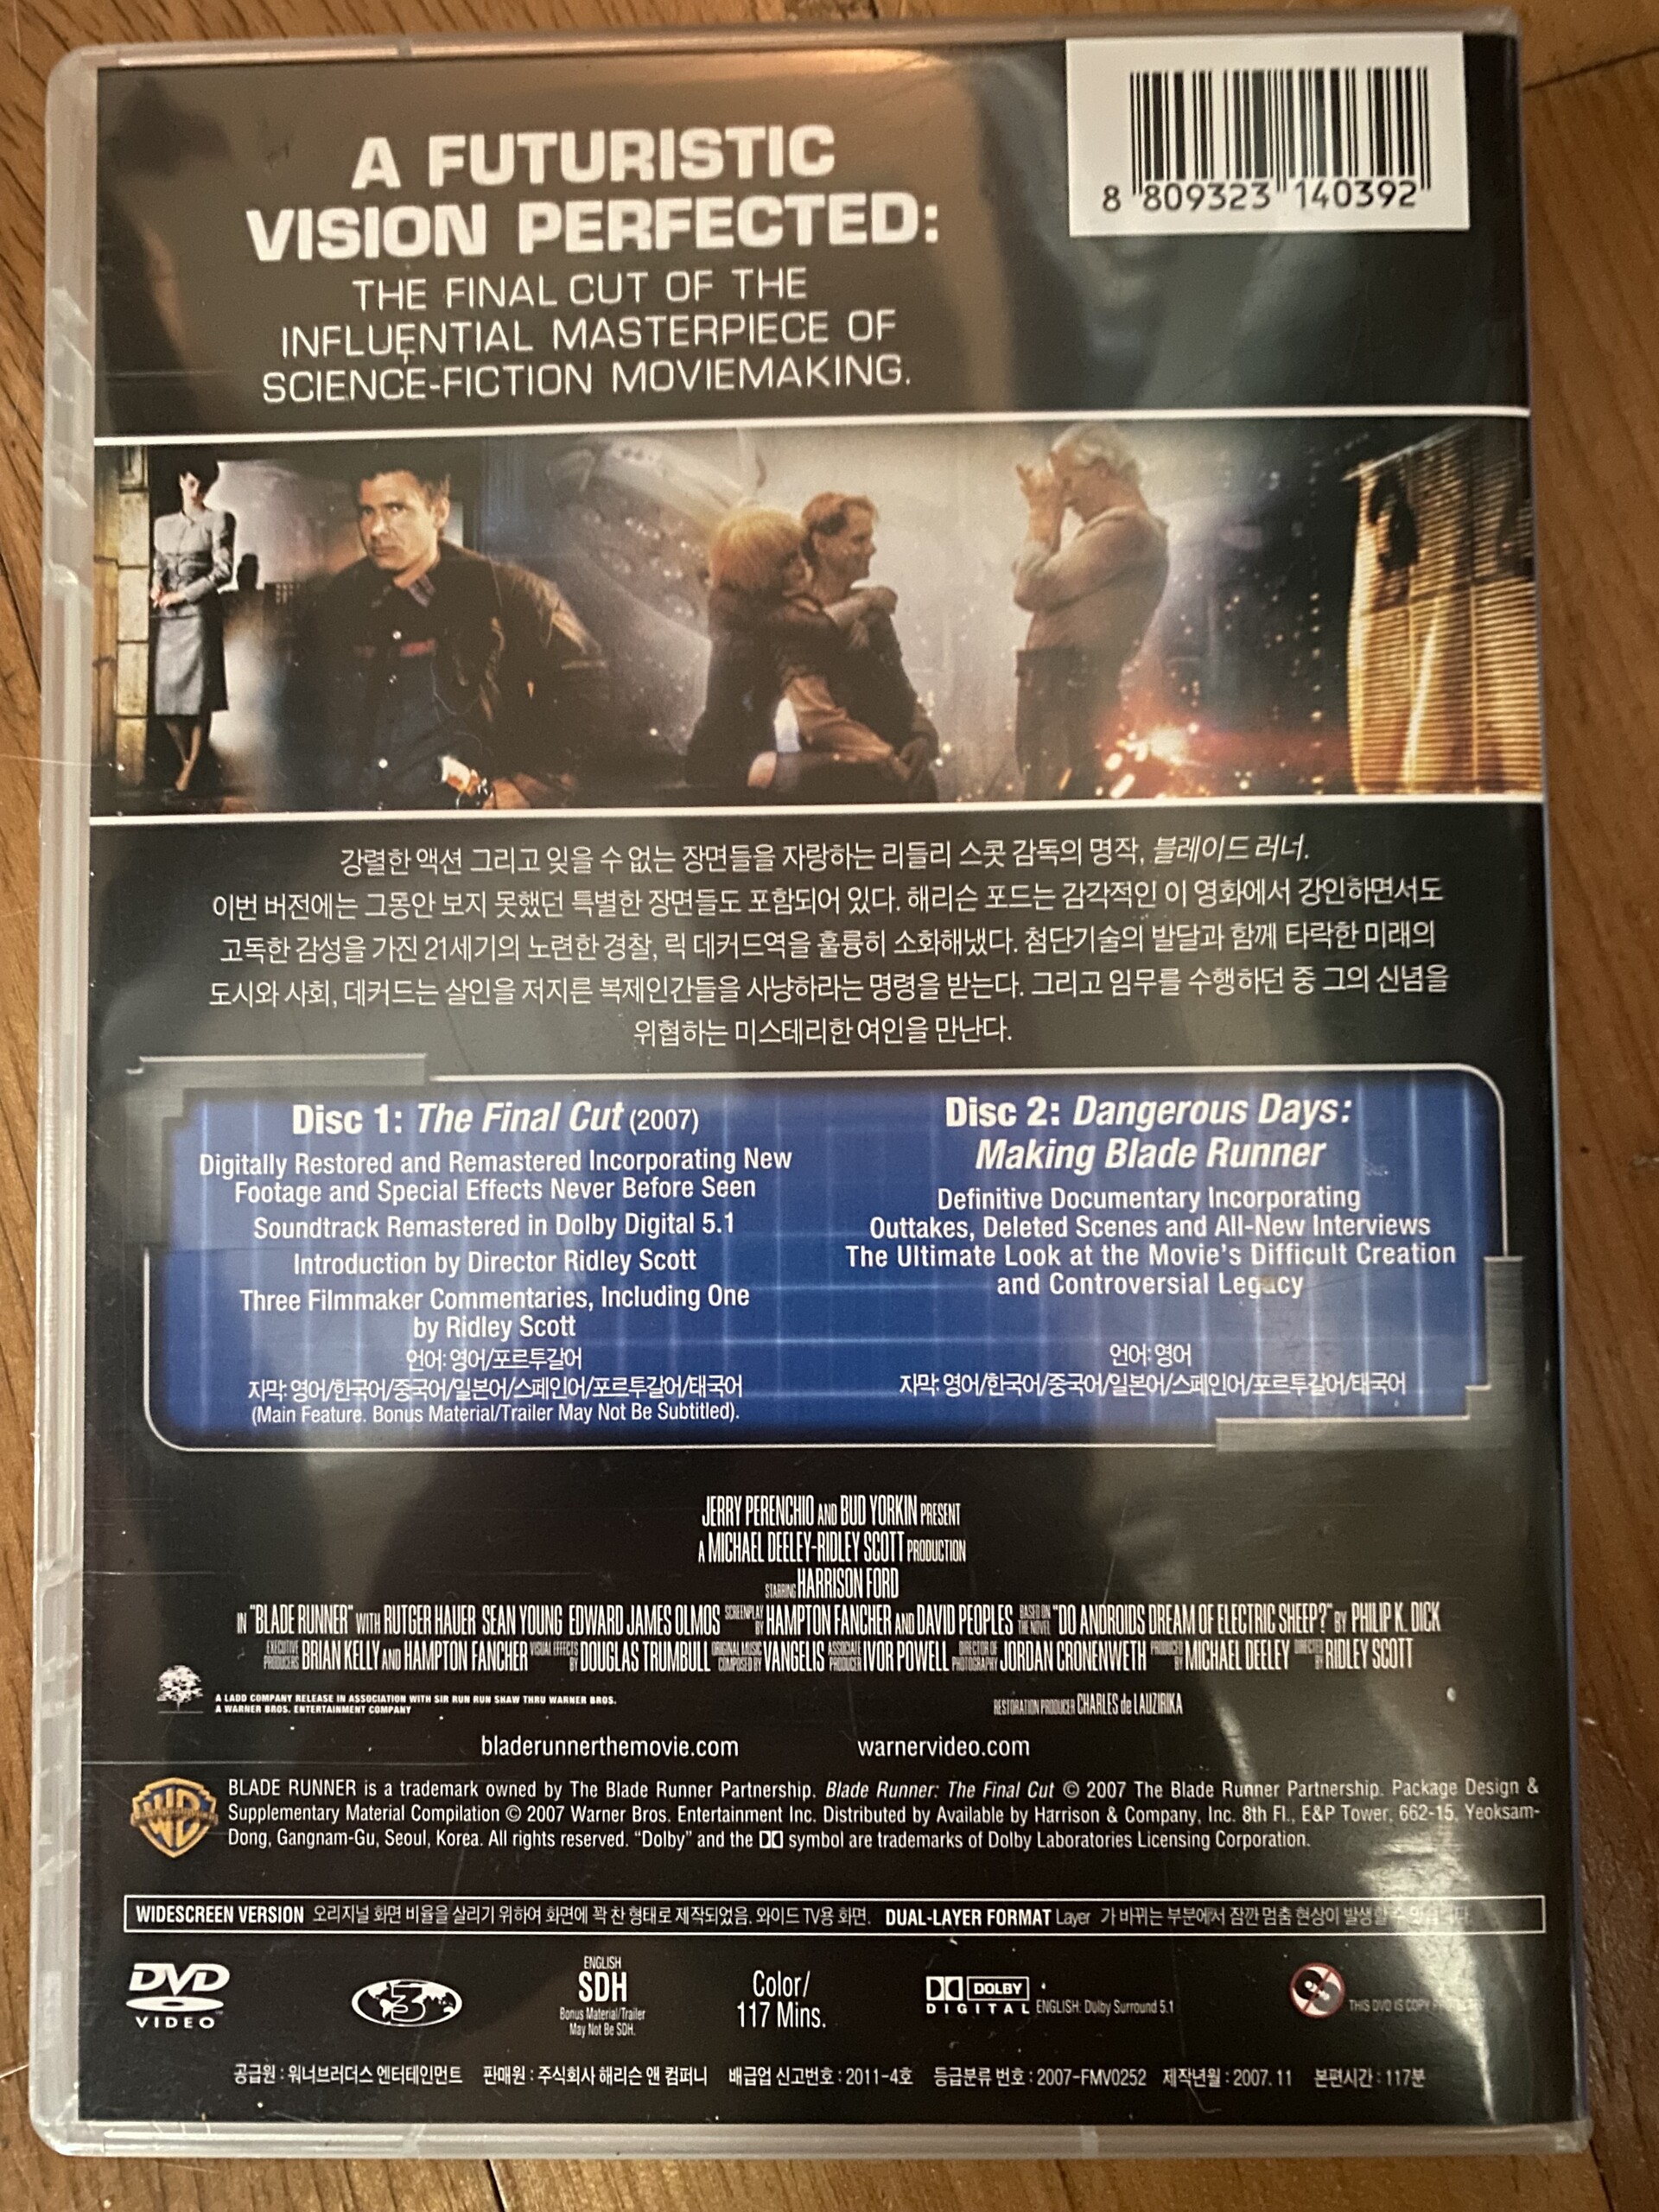 8 809323 140392
A FUTURISTIC
VISION PERFECTED:
THE FINAL CUT OF THE
INFLUENTIAL MASTERPIECE OF
SCIENCE-FICTION MOVIEMAKING.
강렬한 액션 그리고 잊을 수 없는 장면들을 자랑하는 리들리 스콧 감독의 명작, 블레이드 러너.
이번 버전에는 그동안 보지 못했던 특별한 장면들도 포함되어 있다. 해리슨 포드는 감각적인 이 영화에서 강인하면서도
고독한 감성을 가진 21세기의 노련한 경찰, 릭 데커드역을 훌륭히 소화해냈다. 첨단기술의 발달과 함께 타락한 미래의
도시와 사회, 데커드는 살인을 저지른 복제인간들을 사냥하라는 명령을 받는다. 그리고 임무를 수행하던 중 그의 신념을
위협하는 미스테리한 여인을 만난다.
Disc 1: The Final Cut (2007)
Digitally Restored and Remastered Incorporating New
Footage and Special Effects Never Before Seen
Soundtrack Remastered in Dolby Digital 5.1
Introduction by Director Ridley Scott
Three Filmmaker Commentaries, Including One
by Ridley Scott
언어: 영어/포르투갈어
자막: 영어/한국어/중국어/일본어/스페인어/포르투갈어/태국어
(Main Feature. Bonus Material/Trailer May Not Be Subtitled).
Disc 2: Dangerous Days:
Making Blade Runner
Definitive Documentary Incorporating
Outtakes, Deleted Scenes and All-New Interviews
The Ultimate Look at the Movie's Difficult Creation
and Controversial Legacy
언어: 영어
자막: 영어/한국어/중국어/일본어/스페인어/포르투갈어/태국어
JERRY PERENCHIO AND BUD YORKIN PRESENT
A MICHAEL DEELEY-RIDLEY SCOTT PRODUCTION
STARRING HARRISON FORD
IN "BLADE RUNNER" WITH RUTGER HAUER SEAN YOUNG EDWARD JAMES OLMOS SCREENPLAY BY HAMPTON FANCHER AND DAVID PEOPLES BASED ON THE NOVEL "DO ANDROIDS DREAM OF ELECTRIC SHEEP?" BY PHILIP K. DICK
EXECUTIVE PRODUCERS BRIAN KELLY AND HAMPTON FANCHER VISUAL EFFECTS BY DOUGLAS TRUMBULL ORIGINAL MUSIC COMPOSED BY VANGELIS ASSOCIATE PRODUCER IVOR POWELL DIRECTOR OF PHOTOGRAPHY JORDAN CRONENWETH PRODUCED BY MICHAEL DEELEY DIRECTED BY RIDLEY SCOTT
A LADD COMPANY RELEASE IN ASSOCIATION WITH SIR RUN RUN SHAW THRU WARNER BROS.
A WARNER BROS. ENTERTAINMENT COMPANY
RESTORATION PRODUCER CHARLES de LAUZIRIKA
bladerunnerthemovie.com warnervideo.com
BLADE RUNNER is a trademark owned by The Blade Runner Partnership. Blade Runner: The Final Cut © 2007 The Blade Runner Partnership. Package Design &
Supplementary Material Compilation © 2007 Warner Bros. Entertainment Inc. Distributed by Available by Harrison & Company, Inc. 8th Fl., E&P Tower, 662-15, Yeoksam-
Dong, Gangnam-Gu, Seoul, Korea. All rights reserved. "Dolby" and the symbol are trademarks of Dolby Laboratories Licensing Corporation.
WIDESCREEN VERSION 오리지널 화면 비율을 살리기 위하여 화면에 꽉 찬 형태로 제작되었음. 와이드 TV용 화면. DUAL-LAYER FORMAT Layer 가 바뀌는 부분에서 잠깐 멈춤 현상이 발생할 수 있습니다.
DVD
VIDEO
3
ENGLISH
SDH
Bonus Material/Trailer
May Not Be SDH.
Color/
117 Mins.
DOLBY
DIGITAL ENGLISH: Dolby Surround 5.1
THIS DVD IS COPY
공급원 : 워너브러더스 엔터테인먼트 판매원 : 주식회사 해리슨 앤 컴퍼니 배급업 신고번호 : 2011-4호 등급분류 번호 : 2007-FMV0252 제작년월 : 2007. 11 본편시간 : 117분